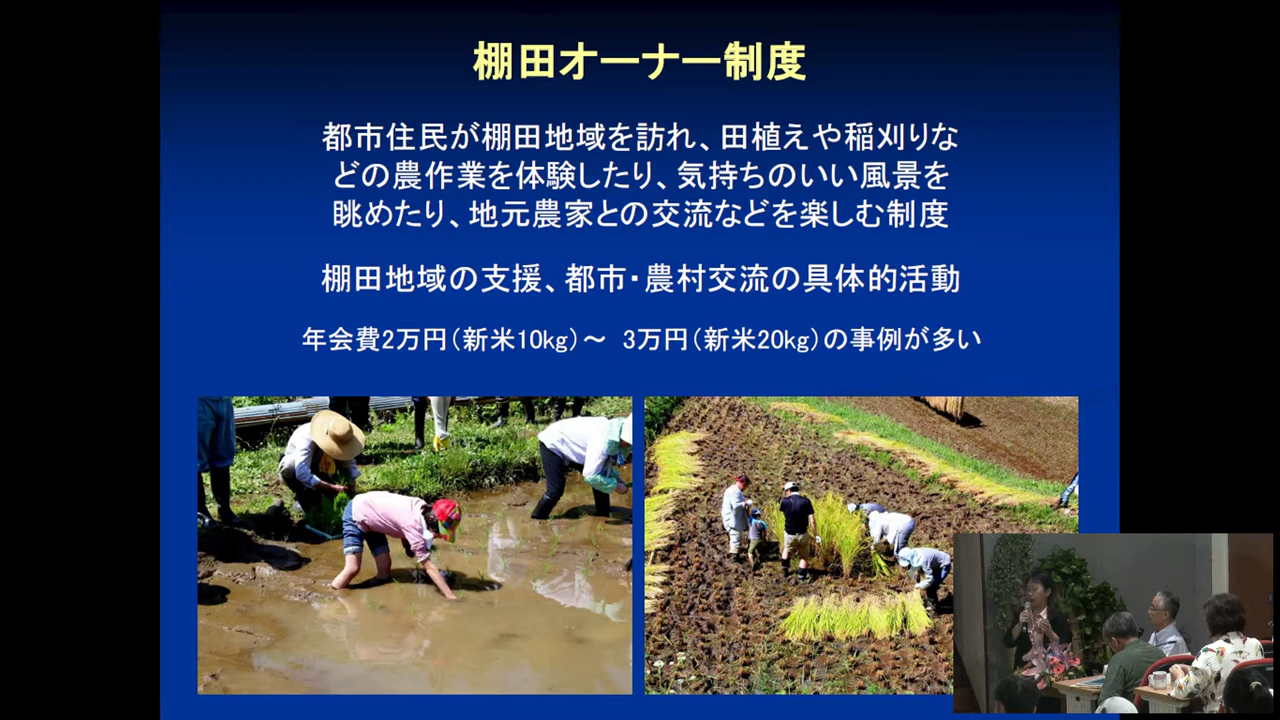 棚田オーナー制度
都市住民が棚田地域を訪れ、田植えや稲刈りな
どの農作業を体験したり、気持ちのいい風景を
眺めたり、地元農家との交流などを楽しむ制度
棚田地域の支援、都市・農村交流の具体的活動
年会費2万円（新米10kg）～ 3万円（新米20kg）の事例が多い